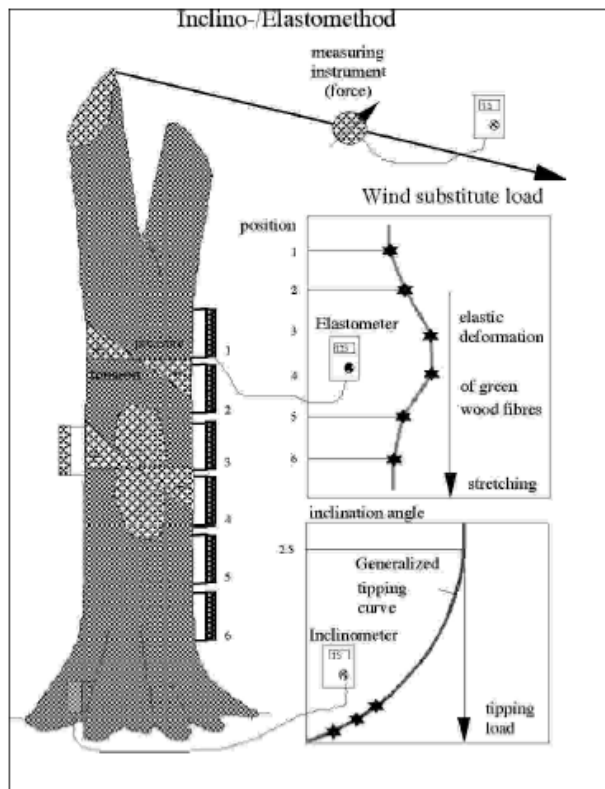 Inclino-/Elastomethod
measuring
instrument
(force)
Wind substitute load
position
1
2
3
4
5
6
Elastometer
elastic
deformation
of green
wood fibres
stretching
pressure
tension
1
2
3
4
5
6
inclination angle
2.5
Generalized
tipping
curve
Inclinometer
tipping
load